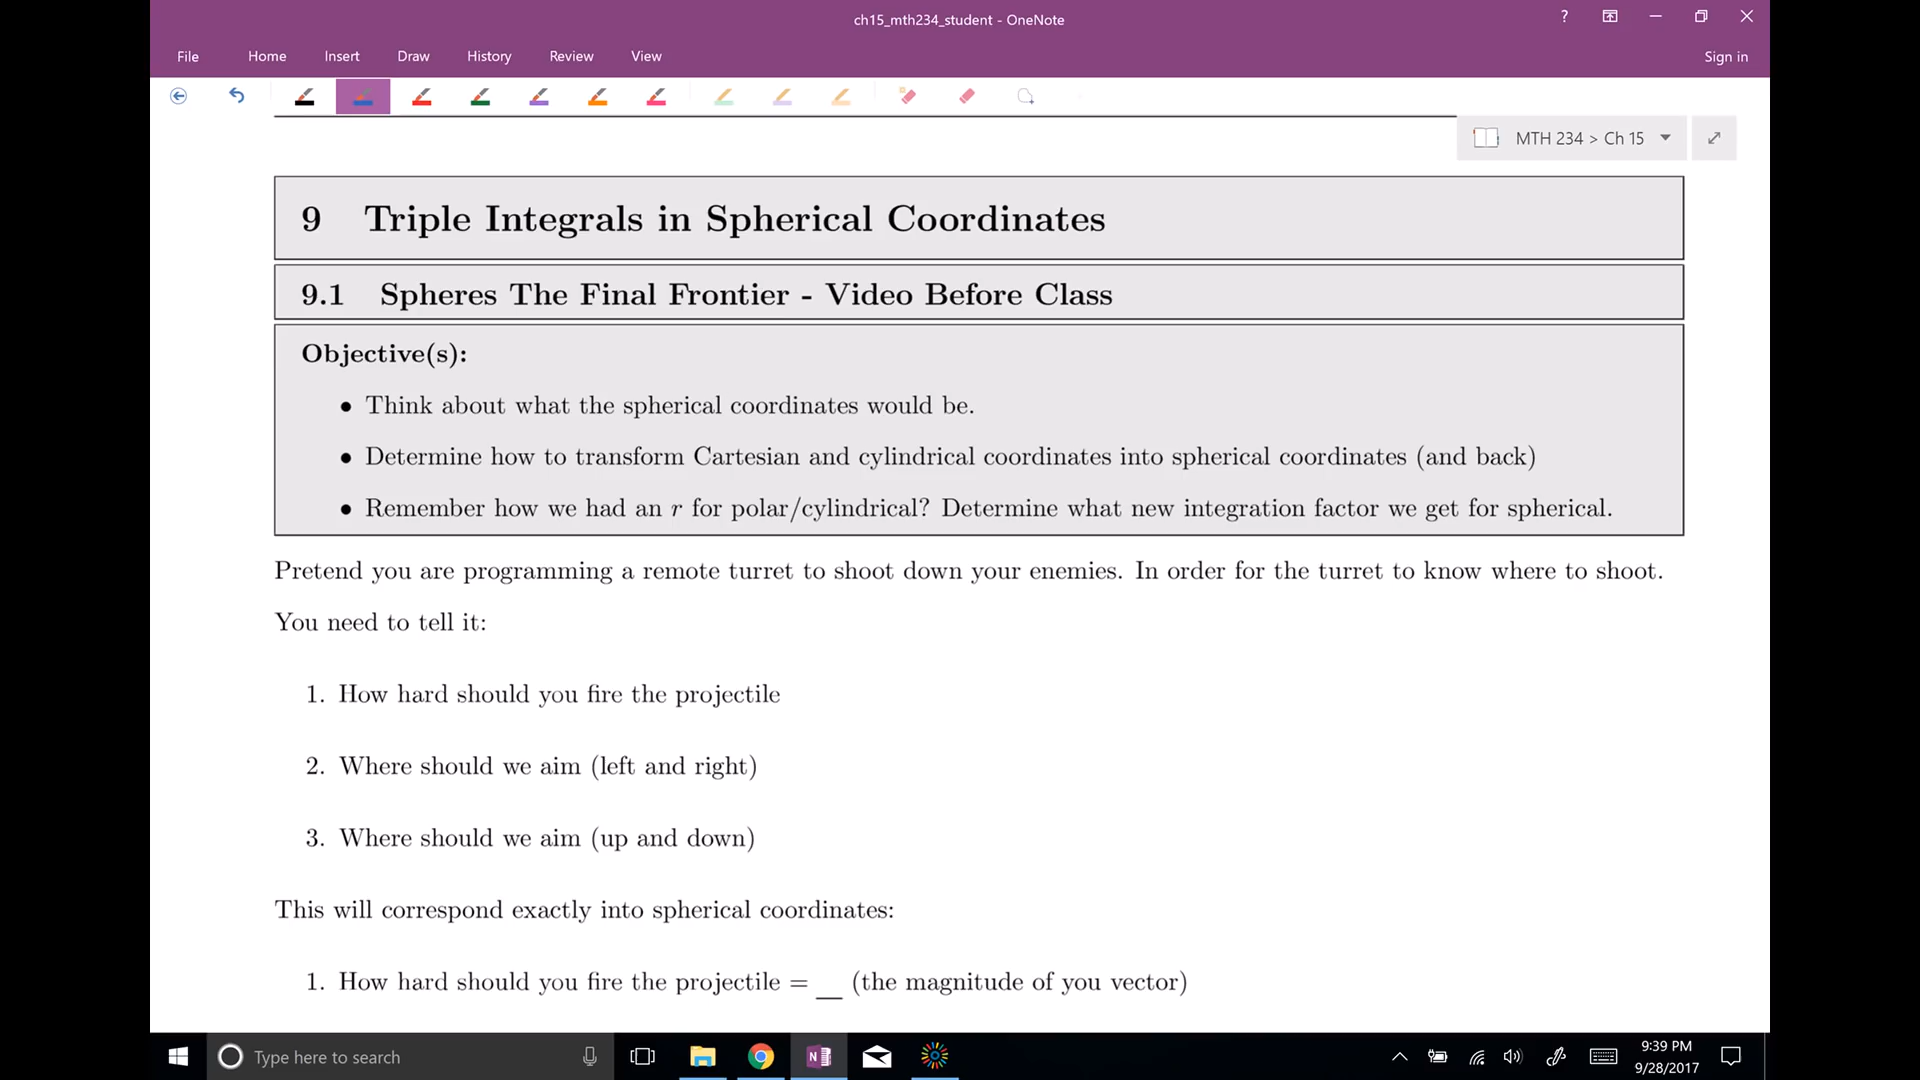 ch15_mth234_student - OneNote
?
File Home Insert Draw History Review View Sign in
MTH 234 > Ch 15
9 Triple Integrals in Spherical Coordinates
9.1 Spheres The Final Frontier - Video Before Class
Objective(s):
• Think about what the spherical coordinates would be.
• Determine how to transform Cartesian and cylindrical coordinates into spherical coordinates (and back)
• Remember how we had an r for polar/cylindrical? Determine what new integration factor we get for spherical.
Pretend you are programming a remote turret to shoot down your enemies. In order for the turret to know where to shoot.
You need to tell it:
1. How hard should you fire the projectile
2. Where should we aim (left and right)
3. Where should we aim (up and down)
This will correspond exactly into spherical coordinates:
1. How hard should you fire the projectile = __ (the magnitude of you vector)
Type here to search
N
9:39 PM
9/28/2017